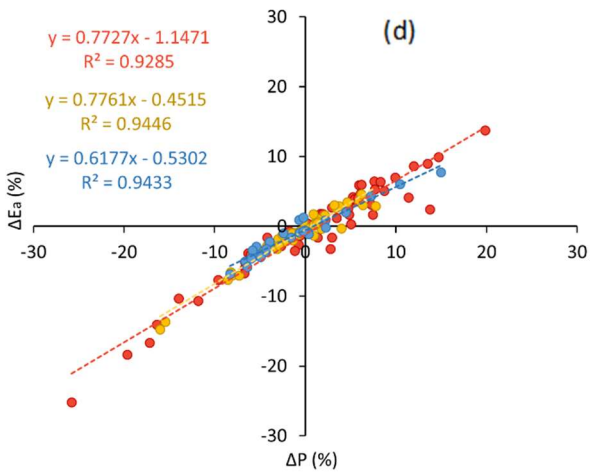 30
(d)
y = 0.7727x - 1.1471
R² = 0.9285
20
y = 0.7761x - 0.4515
R² = 0.9446
10
y = 0.6177x - 0.5302
R² = 0.9433
ΔEa (%)
0
-30
-20
-10
0
10
20
30
-10
-20
-30
ΔP (%)